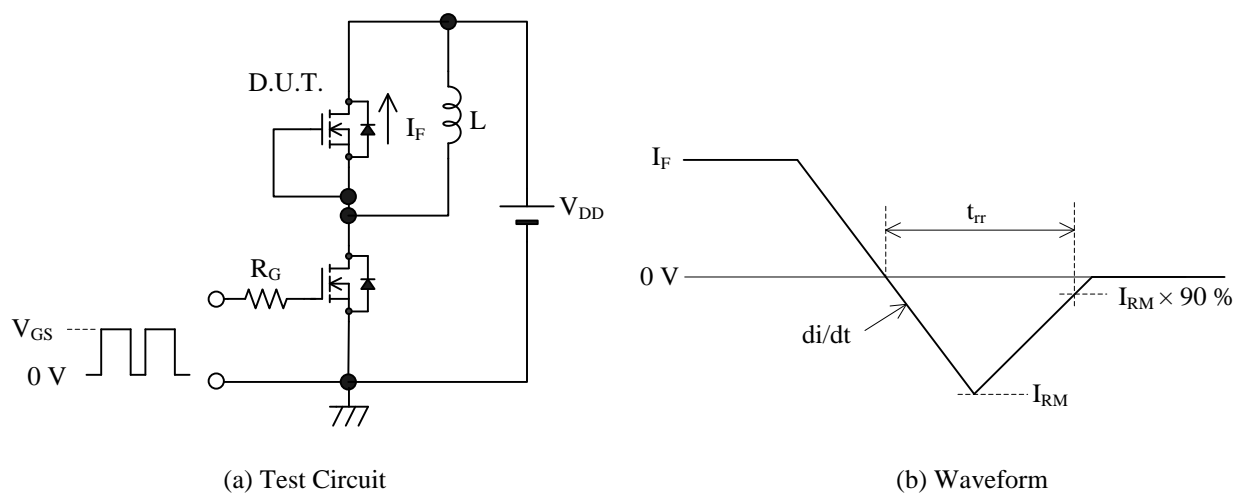 D.U.T.
I_F
L
V_DD
R_G
V_GS
0 V
(a) Test Circuit
I_F
t_rr
0 V
I_RM × 90 %
di/dt
I_RM
(b) Waveform